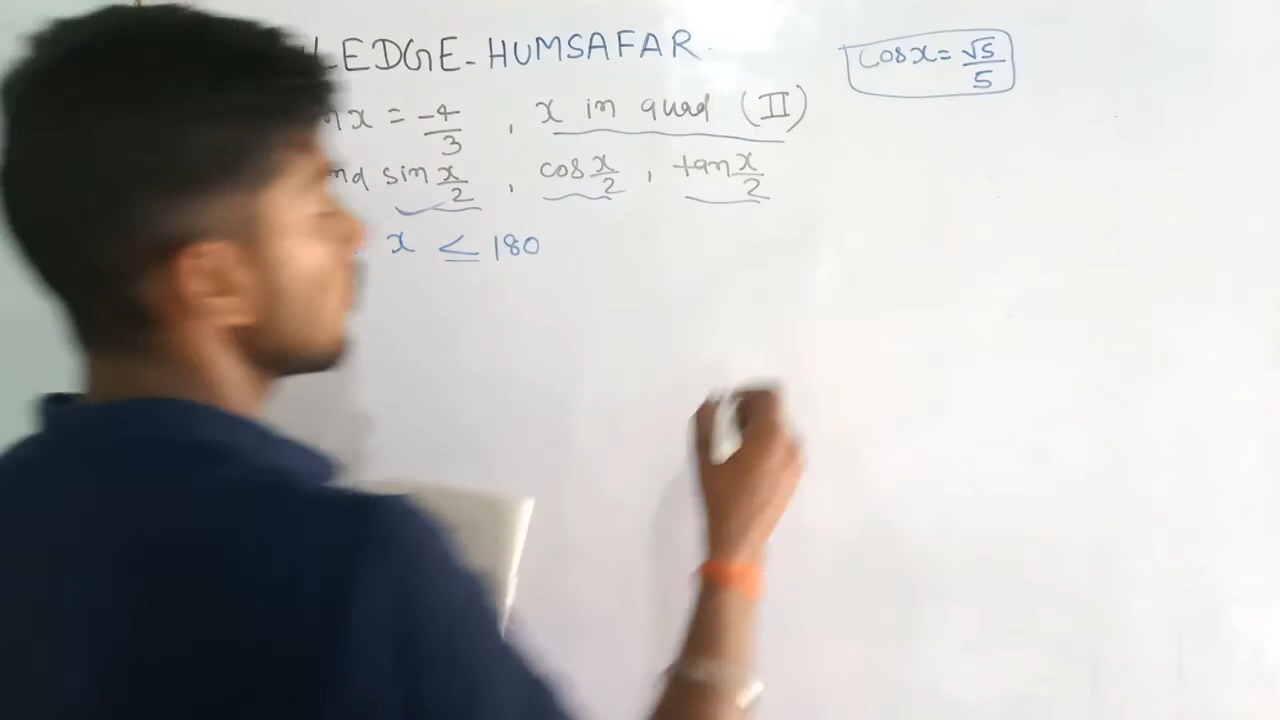 LEDGE-HUMSAFAR
cos x = √5/5
x = -4/3 , x in quad (II)
sin x/2 , cos x/2 , tan x/2
x ≤ 180